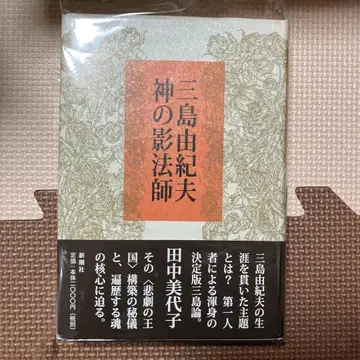 三島由紀夫
神の影法師
三島由紀夫の生
涯を貫いた主題
とは？　第一人
者による渾身の
決定版三島論。
田中美代子
その〈悲劇の王
国〉構築の秘儀
と、遍歴する魂
の核心に迫る。
新潮社
定価：本体二〇〇〇円（税別）